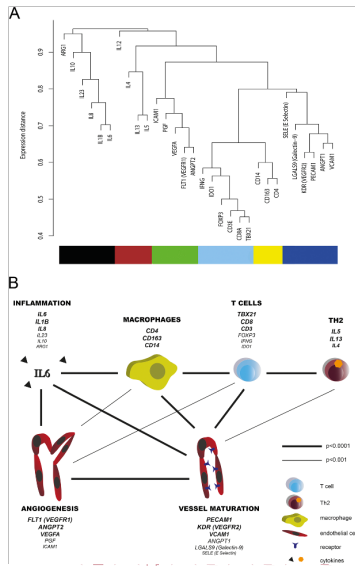 A
Expression distance
0.9
0.8
0.7
0.6
0.5
0.4
ARG1
IL10
IL23
IL8
IL1B
IL6
IL12
IL4
IL13
IL5
ICAM1
PGF
VEGFA
FLT1 (VEGFR1)
ANGPT2
IFNG
IDO1
FOXP3
CD3E
CD8A
TBX21
CD14
CD163
CD4
SELE (E Selectin)
LGALS9 (Galectin-9)
KDR (VEGFR2)
PECAM1
ANGPT1
VCAM1
B
INFLAMMATION
IL6
IL1B
IL8
IL23
IL10
ARG1
MACROPHAGES
CD4
CD163
CD14
T CELLS
TBX21
CD8
CD3
FOXP3
IFNG
IDO1
TH2
IL5
IL13
IL4
IL6
ANGIOGENESIS
FLT1 (VEGFR1)
ANGPT2
VEGFA
PGF
ICAM1
VESSEL MATURATION
PECAM1
KDR (VEGFR2)
VCAM1
ANGPT1
LGALS9 (Galectin-9)
SELE (E Selectin)
p<0.0001
p<0.001
T cell
Th2
macrophage
endothelial ce
receptor
cytokines